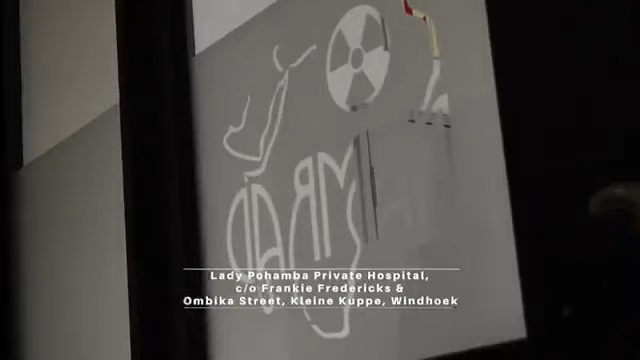 Lady Pohamba Private Hospital,
c/o Frankie Fredericks &
Ombika Street, Kleine Kuppe, Windhoek